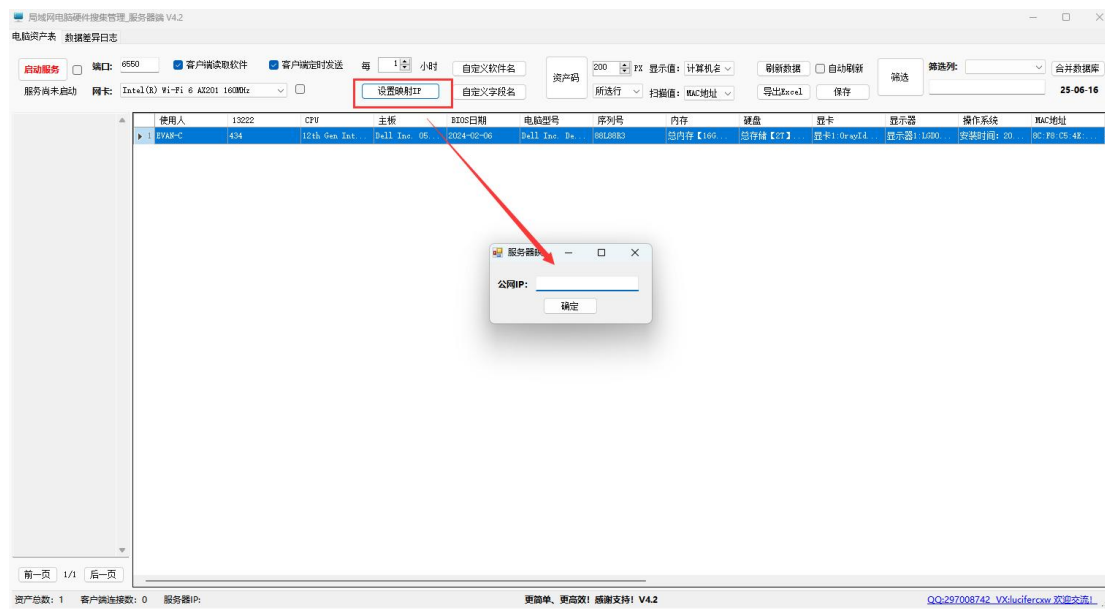 局域网电脑硬件搜集管理_服务器端 V4.2
电脑资产表 数据差异日志
启动服务 端口: 6550 客户端读取软件 客户端定时发送 每 1 小时 自定义软件名 资产码 200 PX 显示值: 计算机名 刷新数据 自动刷新 筛选 筛选列: 合并数据库
服务尚未启动 网卡: Intel(R) Wi-Fi 6 AX201 160MHz 设置映射IP 自定义字段名 所选行 扫描值: MAC地址 导出Excel 保存 25-06-16
使用人 13222 CPU 主板 BIOS日期 电脑型号 序列号 内存 硬盘 显卡 显示器 操作系统 MAC地址
1 EVAN-C 434 12th Gen Int... Dell Inc. 05... 2024-02-06 Dell Inc. De... 88L88B3 总内存【16G... 总存储【2T】... 显卡1:OrayId... 显示器1:LGD0... 安装时间: 20... 8C:F8:C5:4E:...
服务器端
公网IP:
确定
前一页 1/1 后一页
资产总数: 1 客户端连接数: 0 服务器IP: 更简单、更高效! 感谢支持! V4.2 QQ:297008742 VX:lucifercxw 欢迎交流!